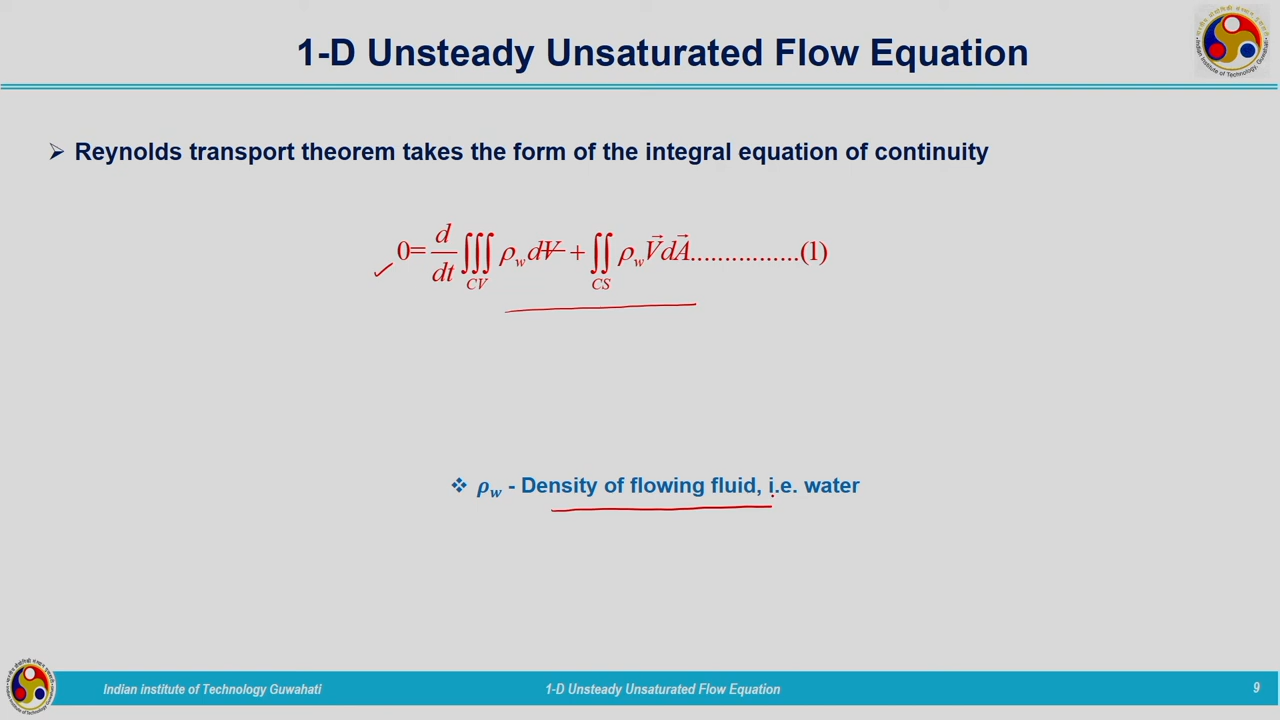 1-D Unsteady Unsaturated Flow Equation
➢ Reynolds transport theorem takes the form of the integral equation of continuity
0= d/dt ∭_CV ρ_w dV̶ + ∬_CS ρ_w V⃗ dA⃗...............(1)
❖ ρ_w - Density of flowing fluid, i.e. water
Indian institute of Technology Guwahati
1-D Unsteady Unsaturated Flow Equation
9